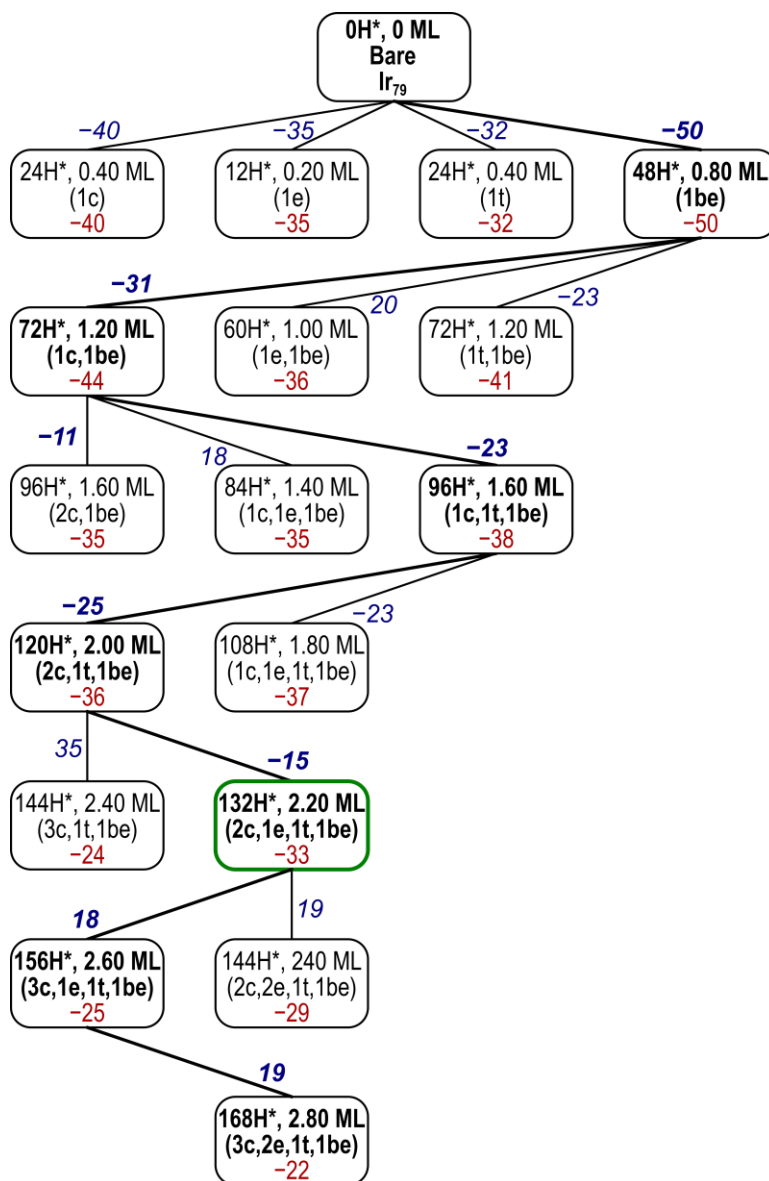 0H*, 0 ML
Bare
Ir79
−40 −35 −32 −50
24H*, 0.40 ML
(1c)
−40
12H*, 0.20 ML
(1e)
−35
24H*, 0.40 ML
(1t)
−32
48H*, 0.80 ML
(1be)
−50
−31 20 −23
72H*, 1.20 ML
(1c,1be)
−44
60H*, 1.00 ML
(1e,1be)
−36
72H*, 1.20 ML
(1t,1be)
−41
−11 18 −23
96H*, 1.60 ML
(2c,1be)
−35
84H*, 1.40 ML
(1c,1e,1be)
−35
96H*, 1.60 ML
(1c,1t,1be)
−38
−25 −23
120H*, 2.00 ML
(2c,1t,1be)
−36
108H*, 1.80 ML
(1c,1e,1t,1be)
−37
35 −15
144H*, 2.40 ML
(3c,1t,1be)
−24
132H*, 2.20 ML
(2c,1e,1t,1be)
−33
18 19
156H*, 2.60 ML
(3c,1e,1t,1be)
−25
144H*, 240 ML
(2c,2e,1t,1be)
−29
19
168H*, 2.80 ML
(3c,2e,1t,1be)
−22